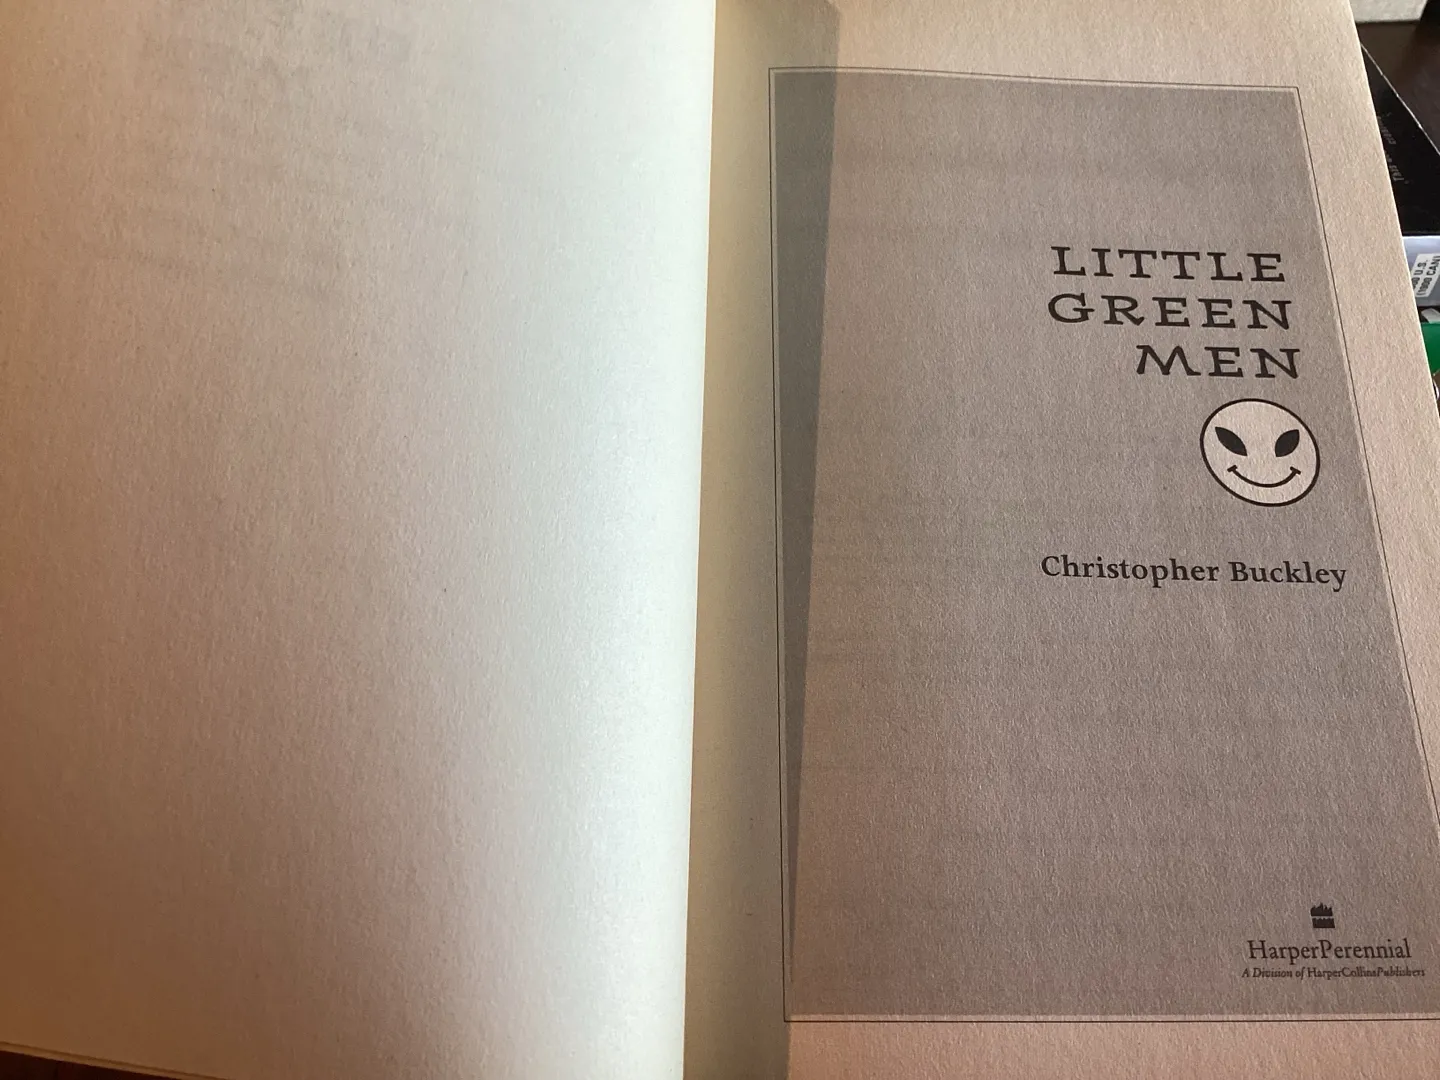 LITTLE
GREEN
MEN
Christopher Buckley
HarperPerennial
A Division of HarperCollinsPublishers